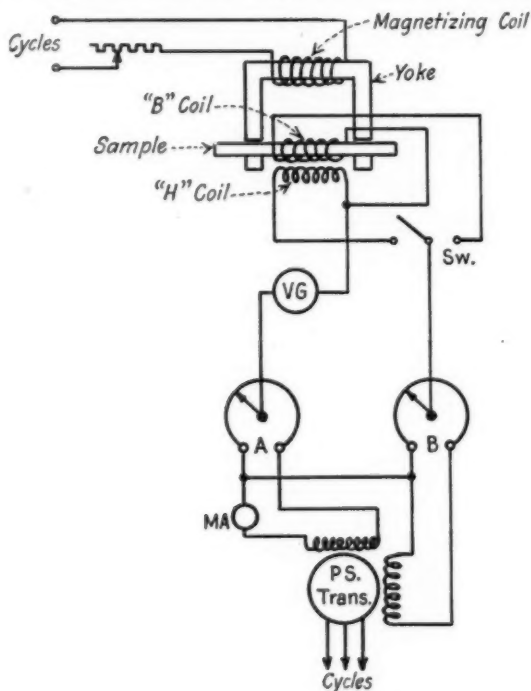 Magnetizing Coil
Cycles
Yoke
"B" Coil
Sample
"H" Coil
Sw.
VG
A
B
MA
P.S.
Trans.
Cycles